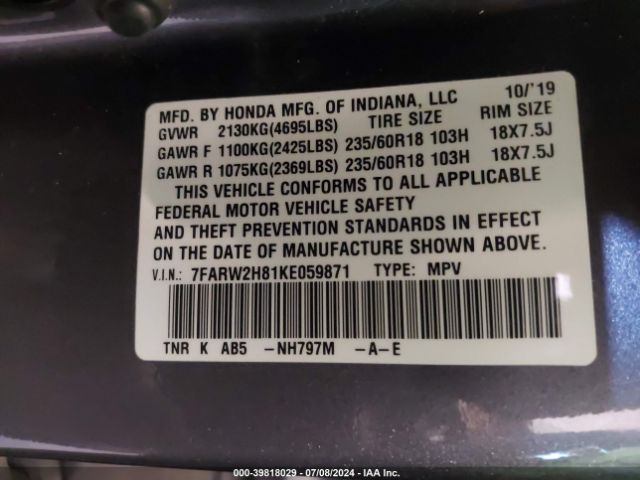 MFD. BY HONDA MFG. OF INDIANA, LLC 10/'19
GVWR 2130KG(4695LBS) TIRE SIZE RIM SIZE
GAWR F 1100KG(2425LBS) 235/60R18 103H 18X7.5J
GAWR R 1075KG(2369LBS) 235/60R18 103H 18X7.5J
THIS VEHICLE CONFORMS TO ALL APPLICABLE
FEDERAL MOTOR VEHICLE SAFETY
AND THEFT PREVENTION STANDARDS IN EFFECT
ON THE DATE OF MANUFACTURE SHOWN ABOVE.
V.I.N.: 7FARW2H81KE059871 TYPE: MPV
TNR K AB5 -NH797M -A-E
000-39818029 - 07/08/2024 - IAA Inc.